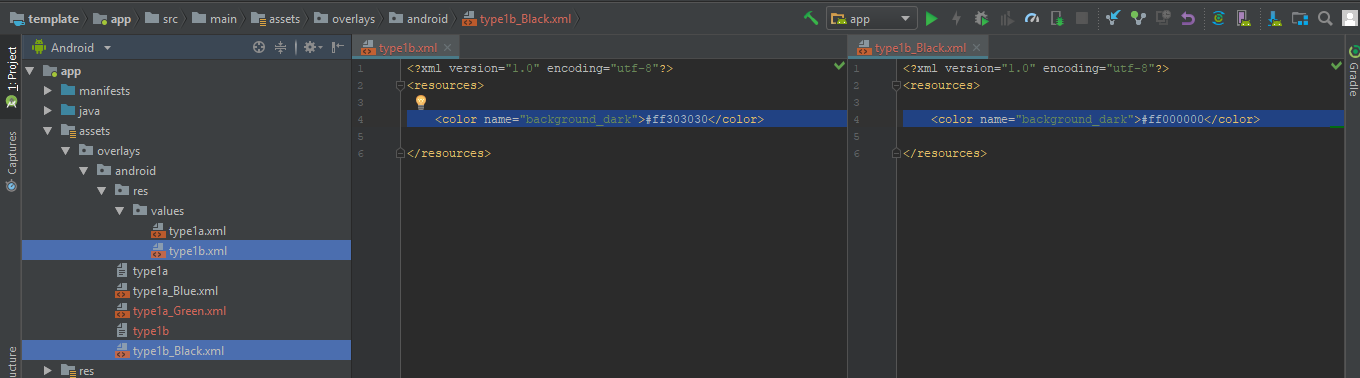 template app src main assets overlays android type1b_Black.xml app
Android type1b.xml type1b_Black.xml
1: Project
Captures
ucture
Gradle
app
manifests
java
assets
overlays
android
res
values
type1a.xml
type1b.xml
type1a
type1a_Blue.xml
type1a_Green.xml
type1b
type1b_Black.xml
res
1 <?xml version="1.0" encoding="utf-8"?>
2 <resources>
3
4 <color name="background_dark">#ff303030</color>
5
6 </resources>
1 <?xml version="1.0" encoding="utf-8"?>
2 <resources>
3
4 <color name="background_dark">#ff000000</color>
5
6 </resources>